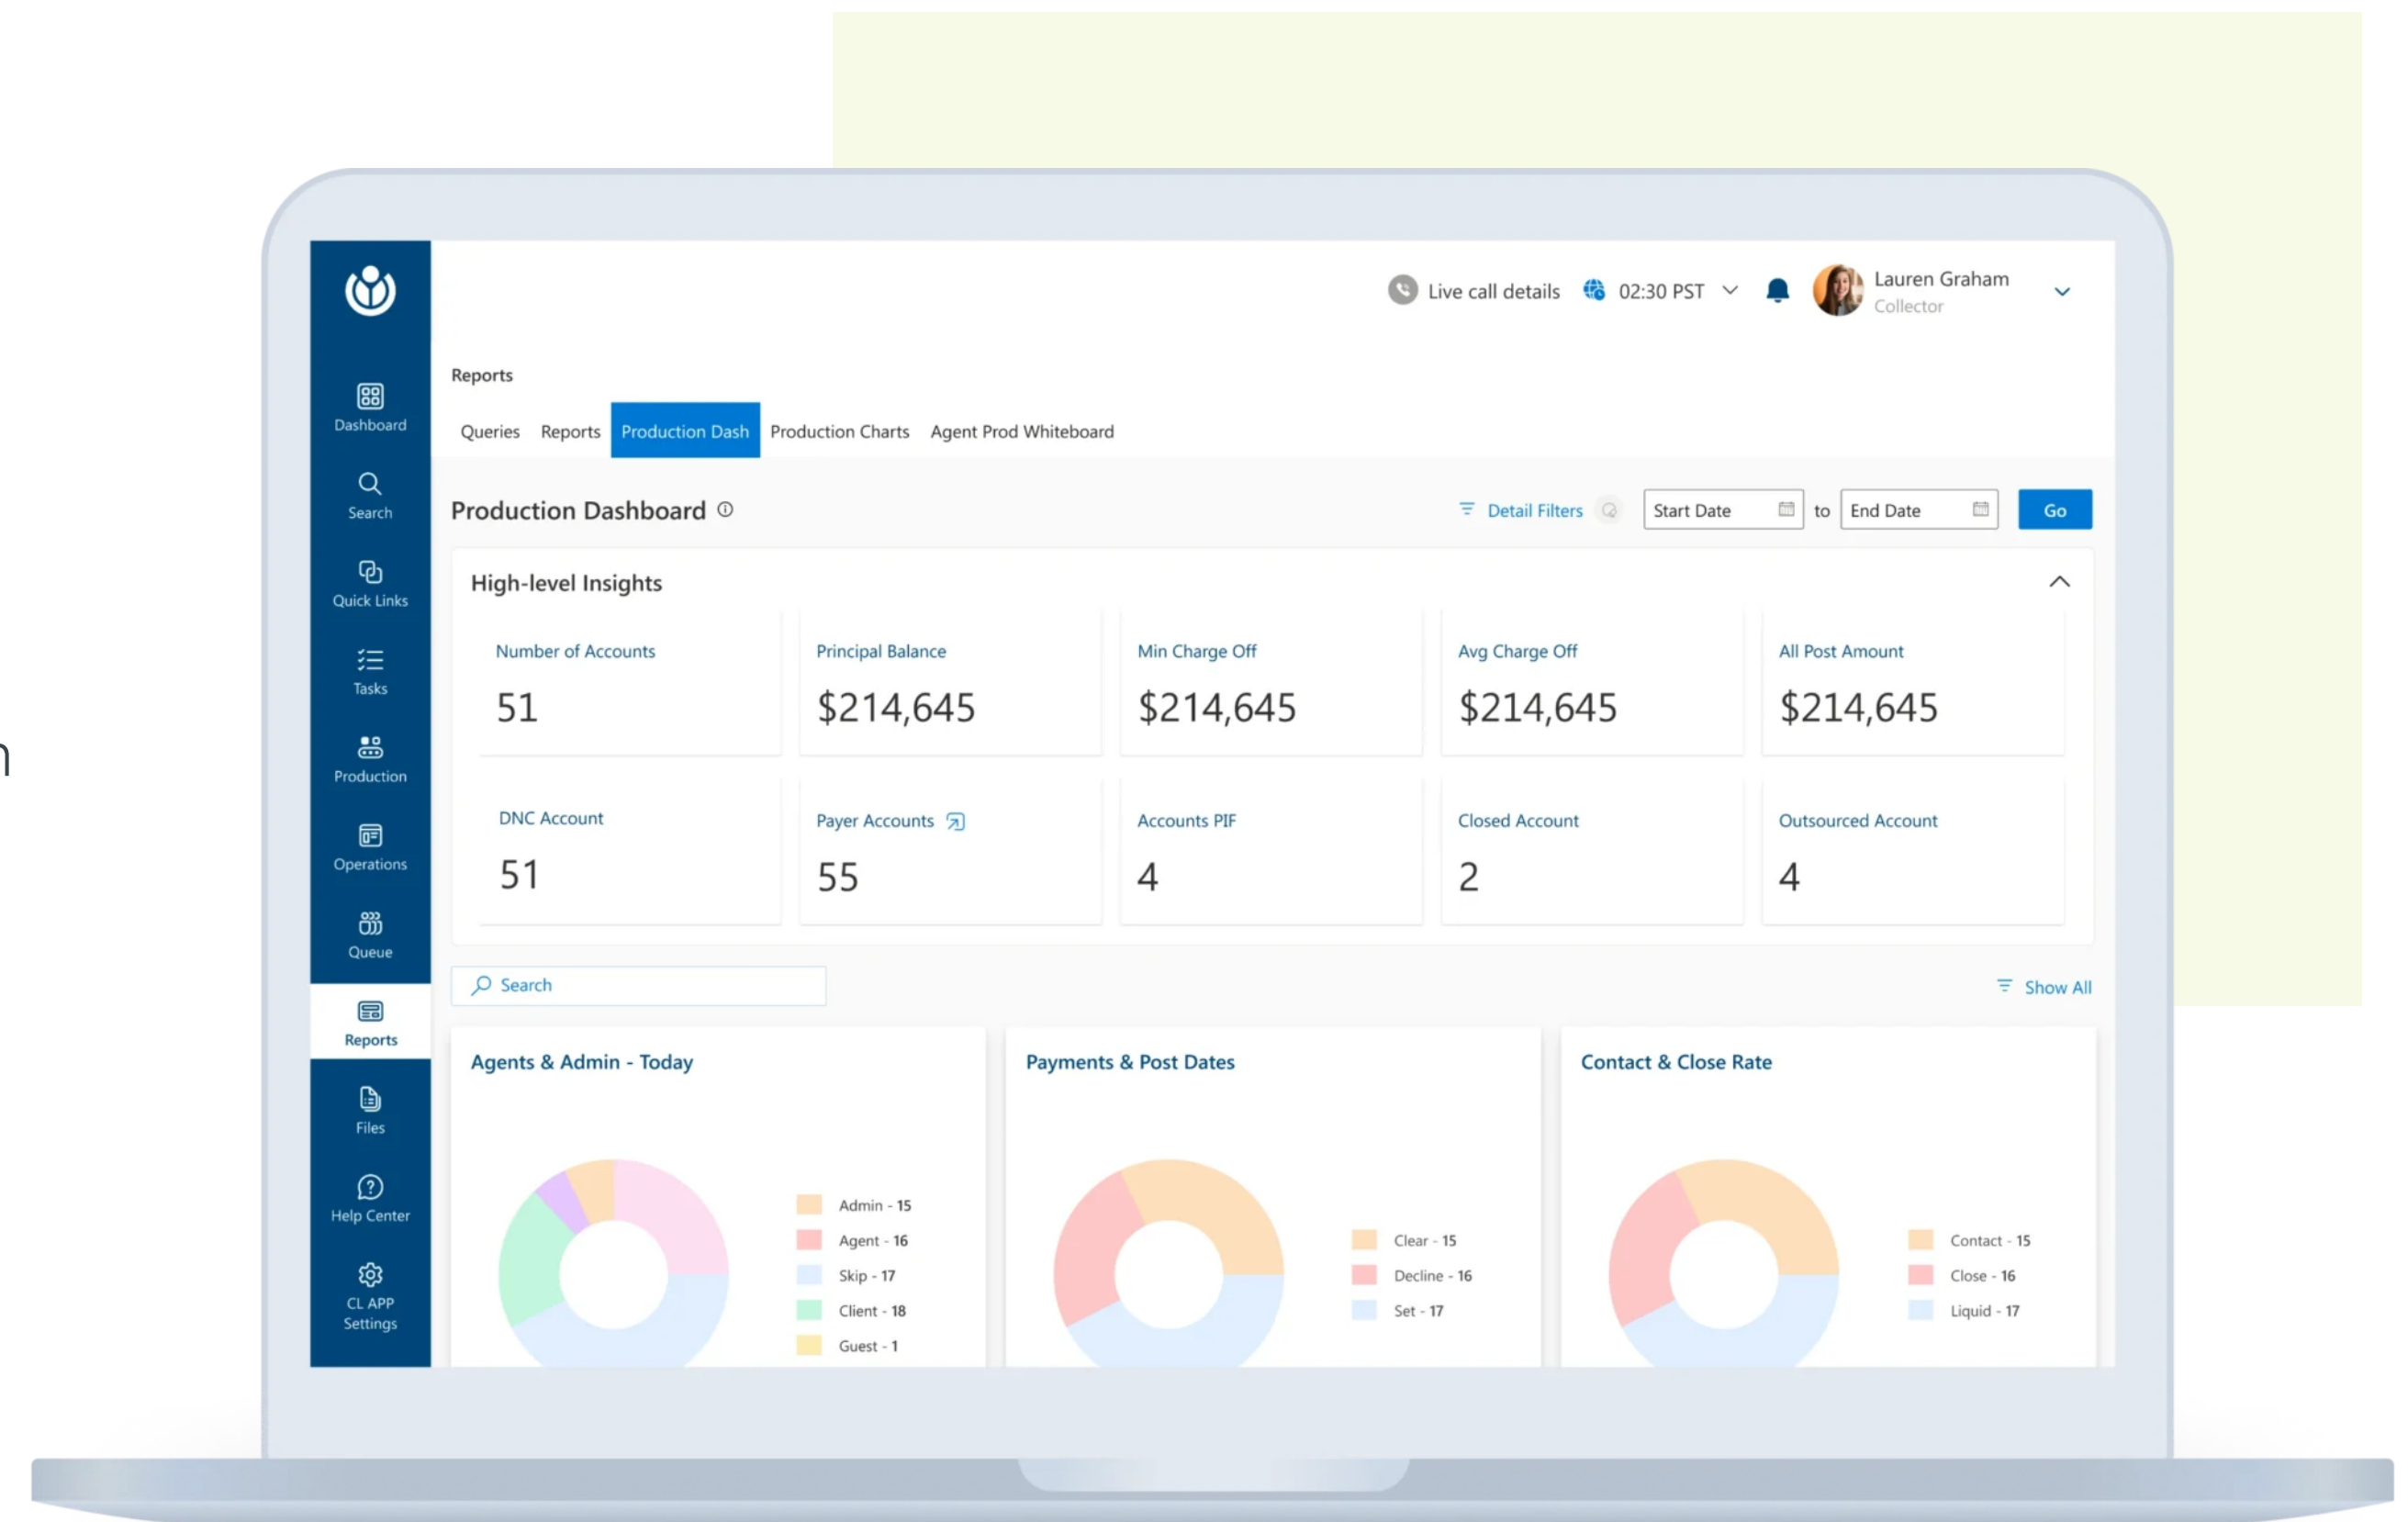 Live call details 02:30 PST Lauren Graham
Collector
Reports
Dashboard
Queries Reports Production Dash Production Charts Agent Prod Whiteboard
Search
Production Dashboard Detail Filters Start Date to End Date Go
Quick Links
High-level Insights
Tasks
Number of Accounts Principal Balance Min Charge Off Avg Charge Off All Post Amount
51 $214,645 $214,645 $214,645 $214,645
n
Production
DNC Account Payer Accounts Accounts PIF Closed Account Outsourced Account
51 55 4 2 4
Operations
Queue
Search Show All
Reports
Agents & Admin - Today Payments & Post Dates Contact & Close Rate
Files
Help Center
Admin - 15
Agent - 16 Clear - 15 Contact - 15
Skip - 17 Decline - 16 Close - 16
Client - 18 Set - 17 Liquid - 17
Guest - 1
CL APP
Settings